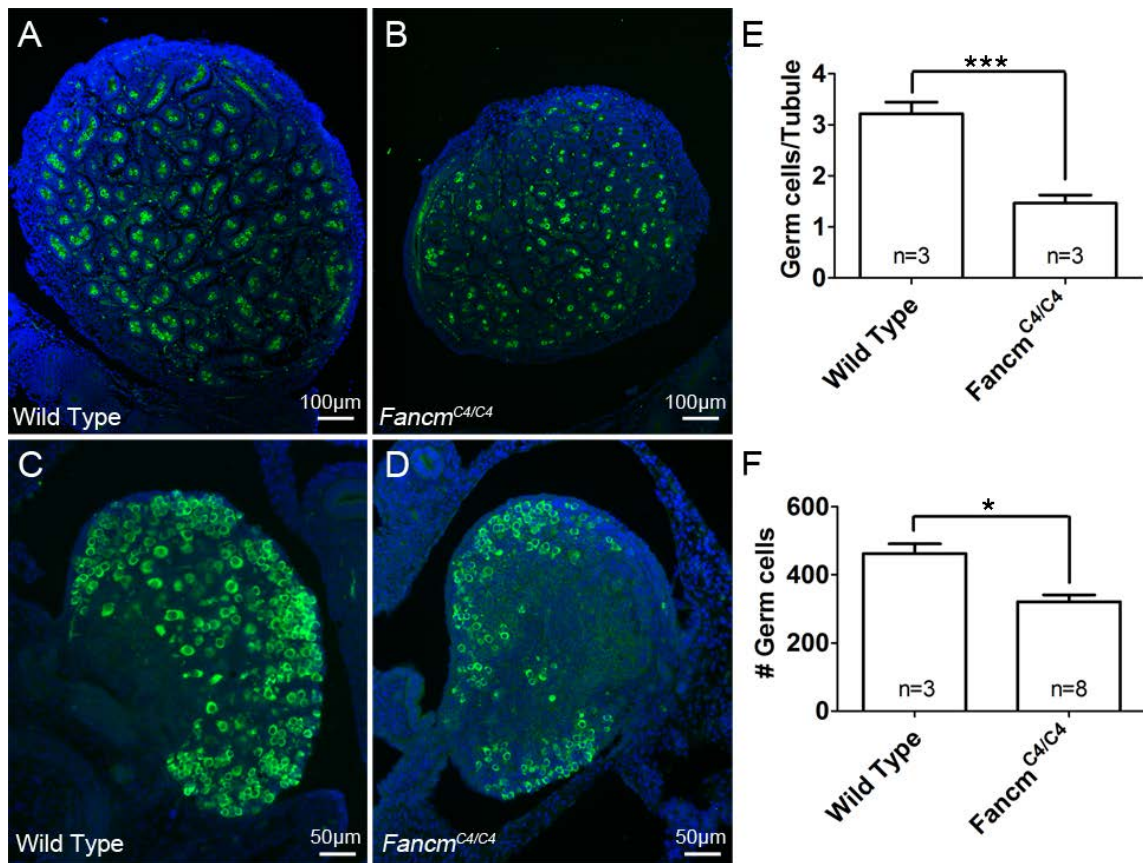 A
Wild Type
100µm
B
Fancm^C4/C4
100µm
C
Wild Type
50µm
D
Fancm^C4/C4
50µm
E
***
Germ cells/Tubule
4
3
2
1
0
n=3
n=3
Wild Type
Fancm^C4/C4
F
*
# Germ cells
600
400
200
0
n=3
n=8
Wild Type
Fancm^C4/C4